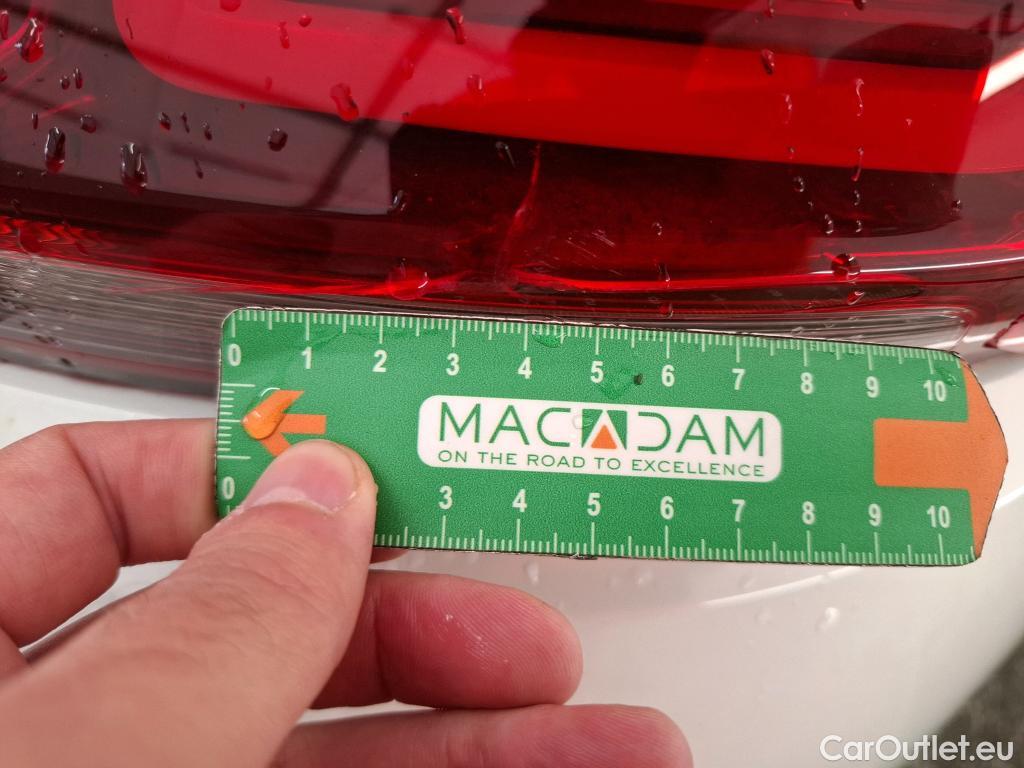 0 1 2 3 4 5 6 7 8 9 10
MACADAM
ON THE ROAD TO EXCELLENCE
0 3 4 5 6 7 8 9 10
CarOutlet.eu